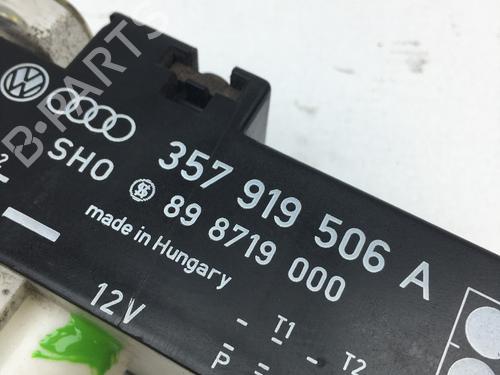 B-PARTS
SHO 357 919 506 A
89 8719 000
made in Hungary
12V
T1
P T2